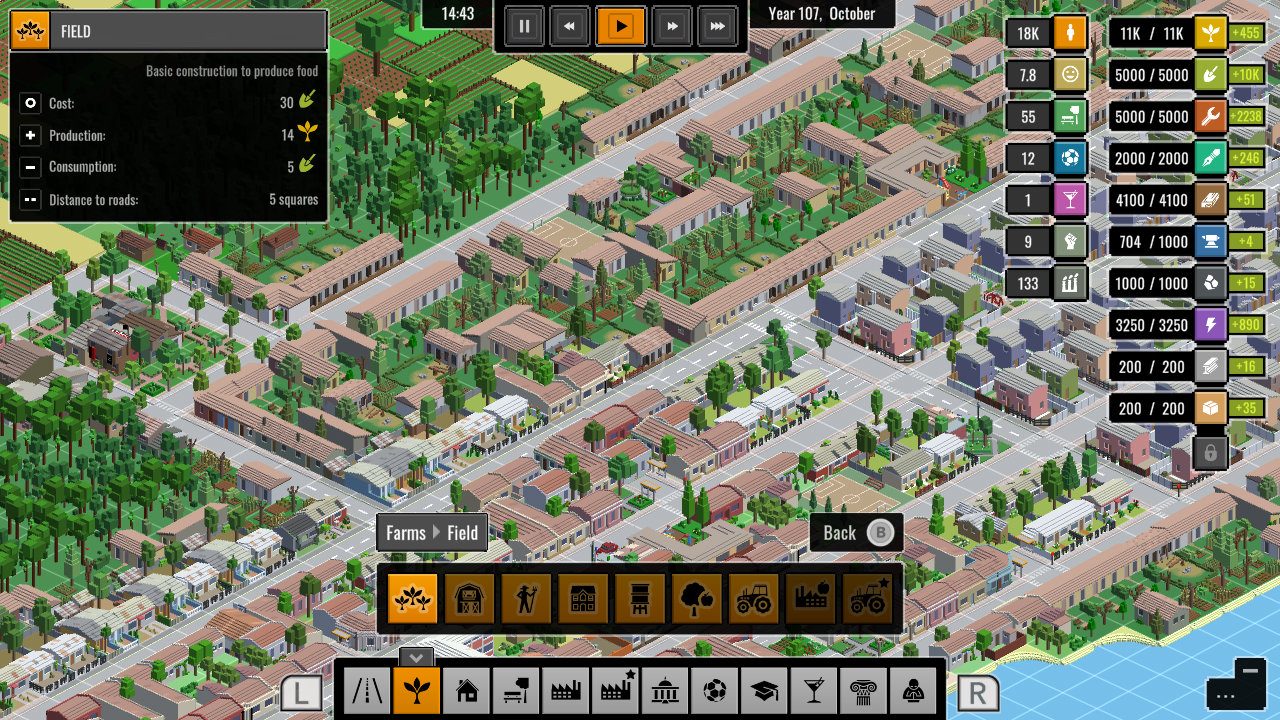 FIELD
Basic construction to produce food
Cost: 30
Production: 14
Consumption: 5
Distance to roads: 5 squares
14:43
Year 107, October
18K
7.8
55
12
1
9
133
11K / 11K +455
5000 / 5000 +10K
5000 / 5000 +2238
2000 / 2000 +246
4100 / 4100 +51
704 / 1000 +4
1000 / 1000 +15
3250 / 3250 +890
200 / 200 +16
200 / 200 +35
Farms Field
Back B
L
R
...